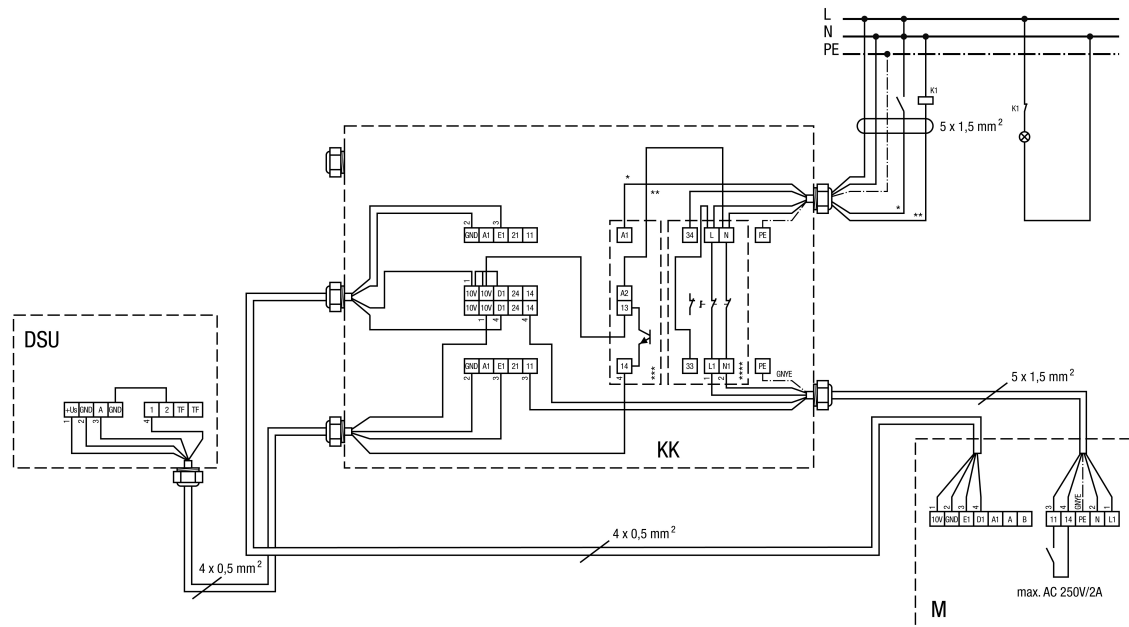 L
N
PE
K1
K1
5 x 1,5 mm²
* **
* **
2 3
GND A1 E1 21 11
A1
34 L N PE
1
10V 10V D1 24 14
10V 10V D1 24 14
1 4 4
A2
13
DSU
GND A1 E1 21 11
2 3 3
14
4
***
33 L1 N1 PE
1 2
****
GNYE
+Us GND A GND 1 2 TF TF
1 2 3 4
KK
5 x 1,5 mm²
M
1 2 3 4
10V GND E1 D1 A1 A B
3 4 GNYE 2 1
11 14 PE N L1
4 x 0,5 mm²
4 x 0,5 mm²
max. AC 250V/2A